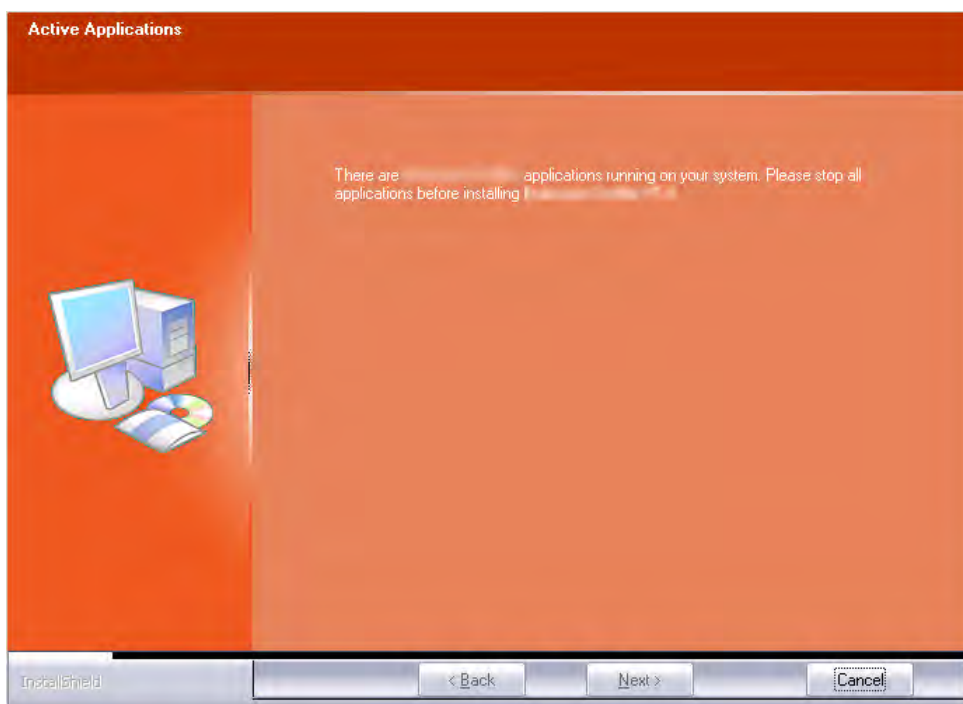 Active Applications
There are applications running on your system. Please stop all
applications before installing
InstallShield
< Back
Next >
Cancel